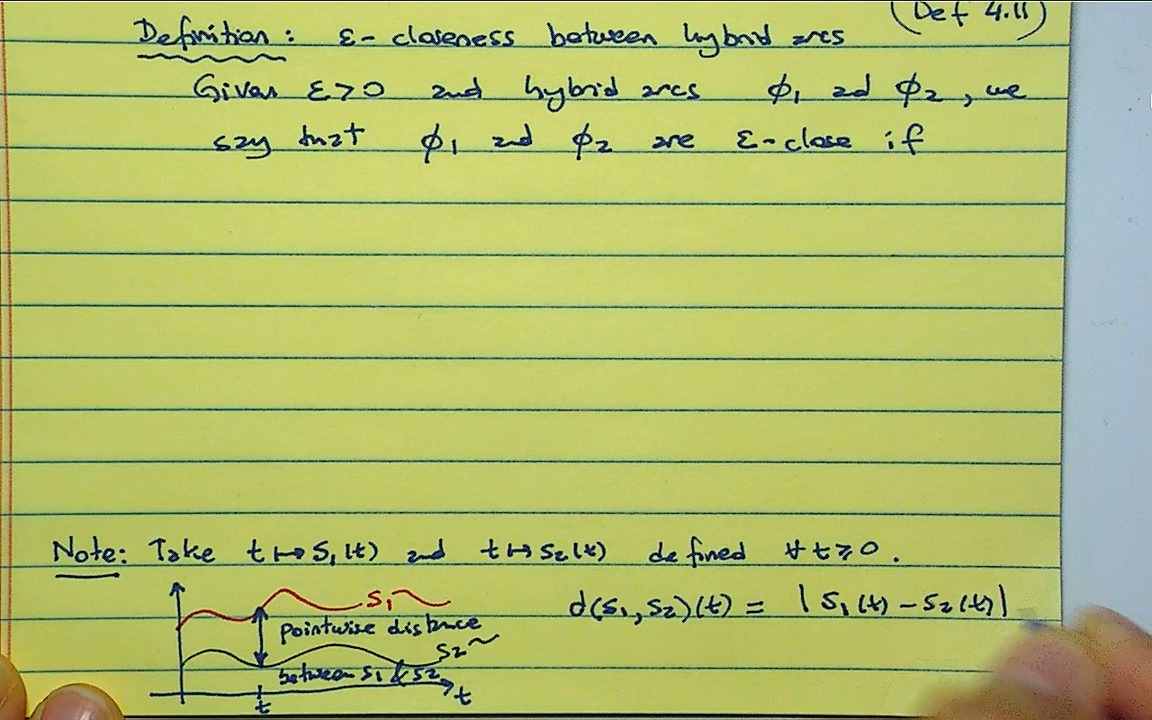 (Def 4.11)
Definition: ε-closeness between hybrid arcs
Given ε>0 and hybrid arcs ϕ₁ ad ϕ₂, we
say that ϕ₁ and ϕ₂ are ε-close if
Note: Take t↦S₁(t) and t↦S₂(t) defined ∀t≥0.
S₁
d(S₁,S₂)(t) = |S₁(t)-S₂(t)|
pointwise distance
S₂
between S₁ & S₂
t
t